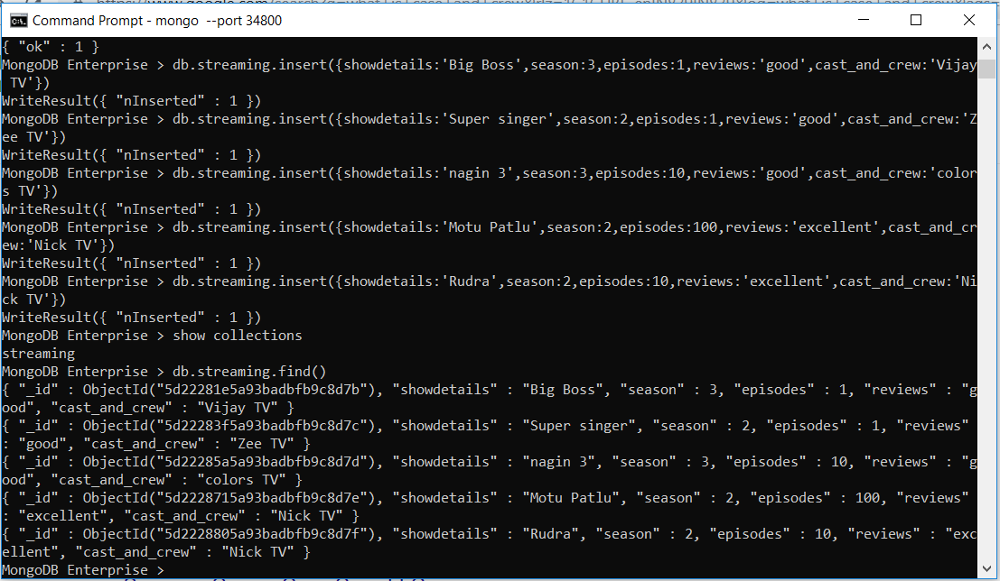 Command Prompt - mongo --port 34800
{ "ok" : 1 }
MongoDB Enterprise > db.streaming.insert({showdetails:'Big Boss',season:3,episodes:1,reviews:'good',cast_and_crew:'Vijay
 TV'})
WriteResult({ "nInserted" : 1 })
MongoDB Enterprise > db.streaming.insert({showdetails:'Super singer',season:2,episodes:1,reviews:'good',cast_and_crew:'Z
ee TV'})
WriteResult({ "nInserted" : 1 })
MongoDB Enterprise > db.streaming.insert({showdetails:'nagin 3',season:3,episodes:10,reviews:'good',cast_and_crew:'color
s TV'})
WriteResult({ "nInserted" : 1 })
MongoDB Enterprise > db.streaming.insert({showdetails:'Motu Patlu',season:2,episodes:100,reviews:'excellent',cast_and_cr
ew:'Nick TV'})
WriteResult({ "nInserted" : 1 })
MongoDB Enterprise > db.streaming.insert({showdetails:'Rudra',season:2,episodes:10,reviews:'excellent',cast_and_crew:'Ni
ck TV'})
WriteResult({ "nInserted" : 1 })
MongoDB Enterprise > show collections
streaming
MongoDB Enterprise > db.streaming.find()
{ "_id" : ObjectId("5d22281e5a93badbfb9c8d7b"), "showdetails" : "Big Boss", "season" : 3, "episodes" : 1, "reviews" : "g
ood", "cast_and_crew" : "Vijay TV" }
{ "_id" : ObjectId("5d22283f5a93badbfb9c8d7c"), "showdetails" : "Super singer", "season" : 2, "episodes" : 1, "reviews"
: "good", "cast_and_crew" : "Zee TV" }
{ "_id" : ObjectId("5d22285a5a93badbfb9c8d7d"), "showdetails" : "nagin 3", "season" : 3, "episodes" : 10, "reviews" : "g
ood", "cast_and_crew" : "colors TV" }
{ "_id" : ObjectId("5d2228715a93badbfb9c8d7e"), "showdetails" : "Motu Patlu", "season" : 2, "episodes" : 100, "reviews"
: "excellent", "cast_and_crew" : "Nick TV" }
{ "_id" : ObjectId("5d2228805a93badbfb9c8d7f"), "showdetails" : "Rudra", "season" : 2, "episodes" : 10, "reviews" : "exc
ellent", "cast_and_crew" : "Nick TV" }
MongoDB Enterprise >